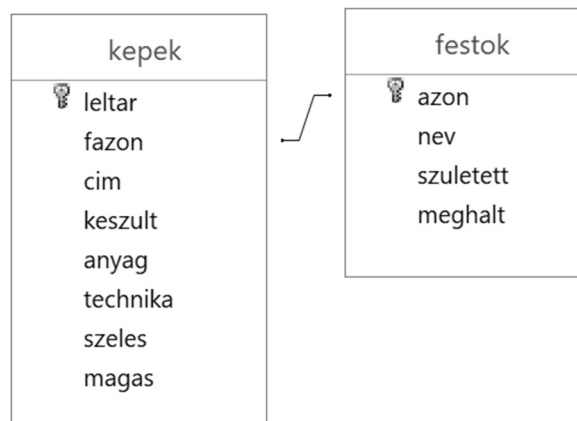 kepek
leltar
fazon
cim
keszult
anyag
technika
szeles
magas
festok
azon
nev
szuletett
meghalt